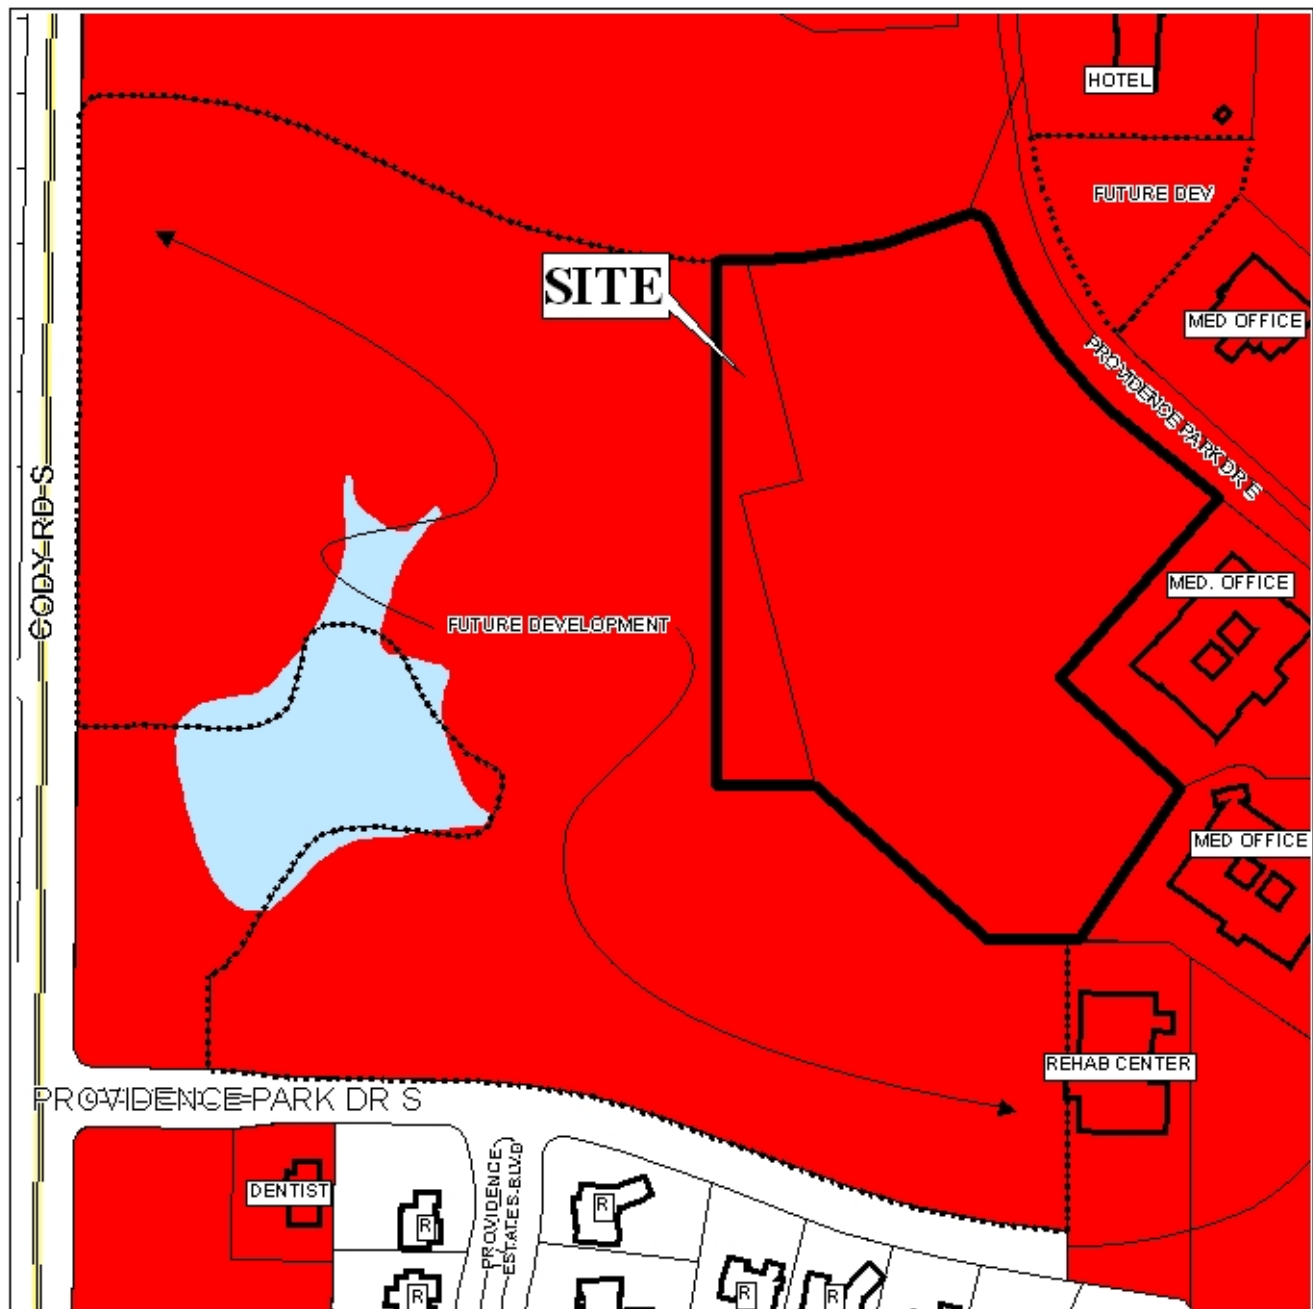 HOTEL
FUTURE DEV
SITE
MED OFFICE
PROVIDENCE PARK DR E
CODY RD S
MED. OFFICE
FUTURE DEVELOPMENT
MED OFFICE
REHAB CENTER
PROVIDENCE PARK DR S
PROVIDENCE
ESTATES BLVD
DENTIST
R
R
R
R
R